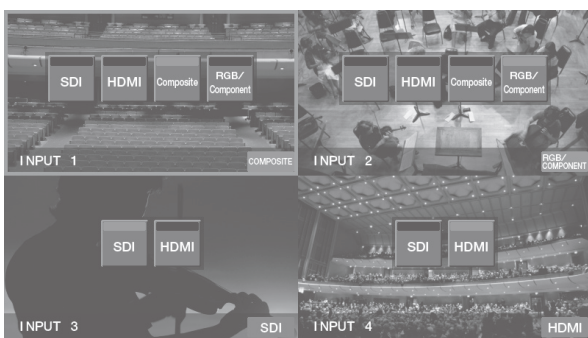 SDI HDMI Composite RGB/
Component
INPUT 1 COMPOSITE
SDI HDMI Composite RGB/
Component
INPUT 2 RGB/
COMPONENT
SDI HDMI
INPUT 3 SDI
SDI HDMI
INPUT 4 HDMI